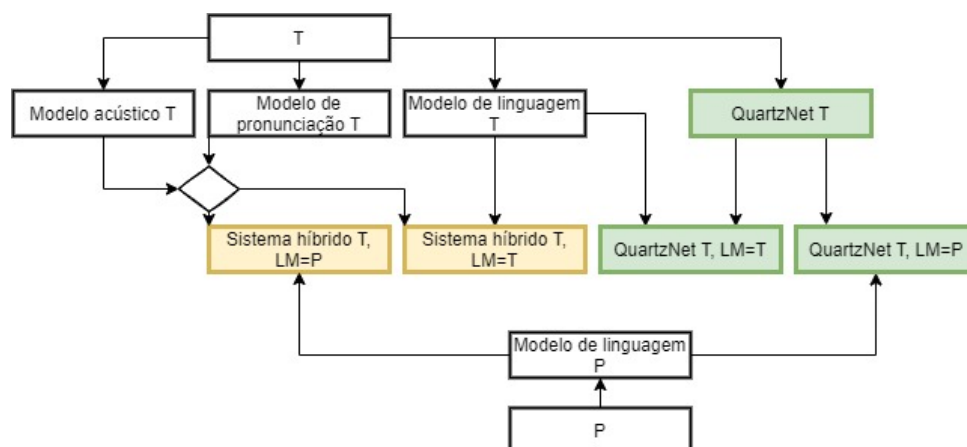 T
Modelo acústico T
Modelo de
pronunciação T
Modelo de linguagem
T
QuartzNet T
Sistema híbrido T,
LM=P
Sistema híbrido T,
LM=T
QuartzNet T, LM=T
QuartzNet T, LM=P
Modelo de linguagem
P
P